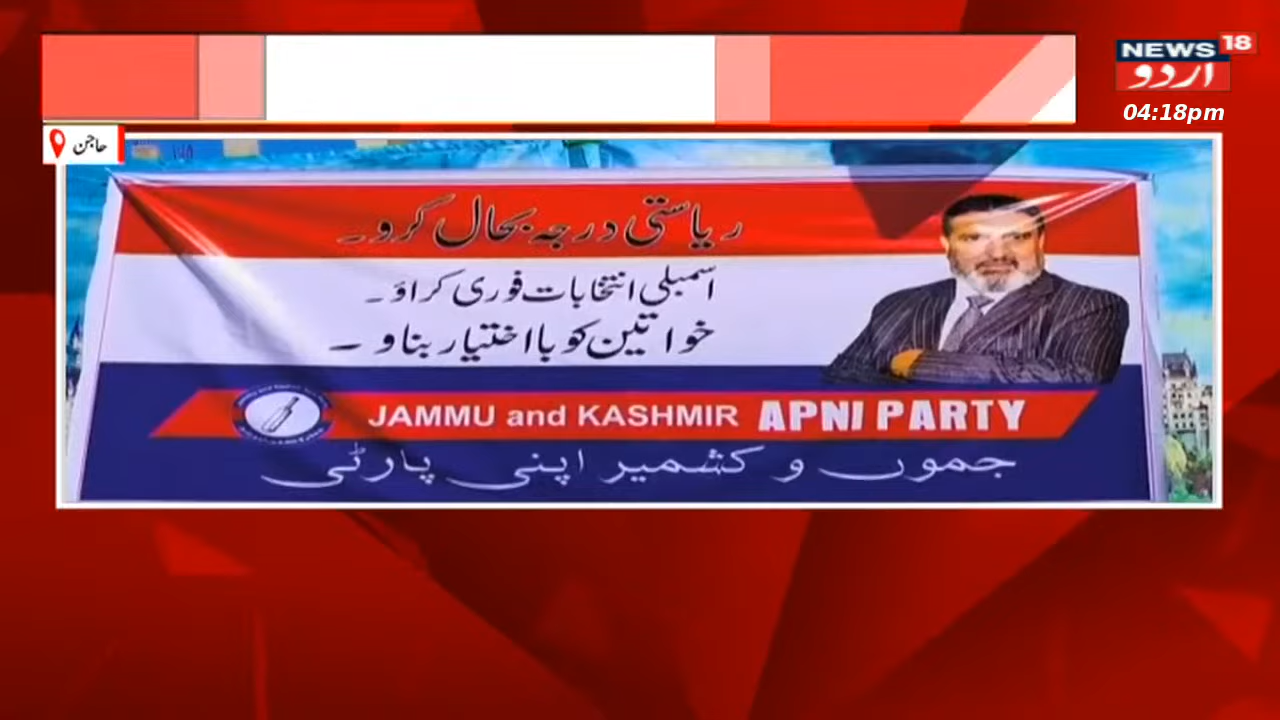 NEWS 18
اردو
04:18pm
حاجن
ریاستی درجہ بحال کرو۔
اسمبلی انتخابات فوری کراؤ۔
خواتین کو بااختیار بناو ۔
JAMMU and KASHMIR APNI PARTY
جموں و کشمیر اپنی پارٹی